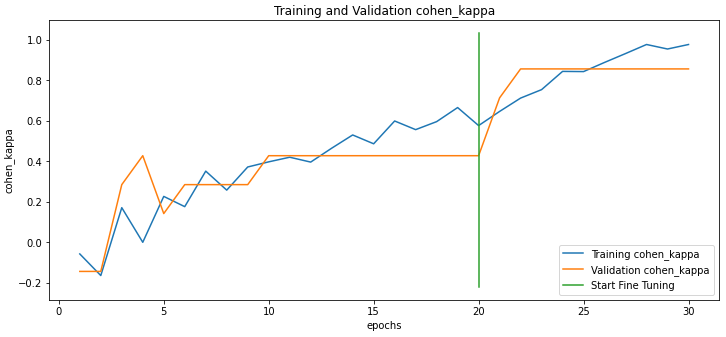 Training and Validation cohen_kappa
cohen_kappa
1.0
0.8
0.6
0.4
0.2
0.0
−0.2
0
5
10
15
20
25
30
epochs
Training cohen_kappa
Validation cohen_kappa
Start Fine Tuning